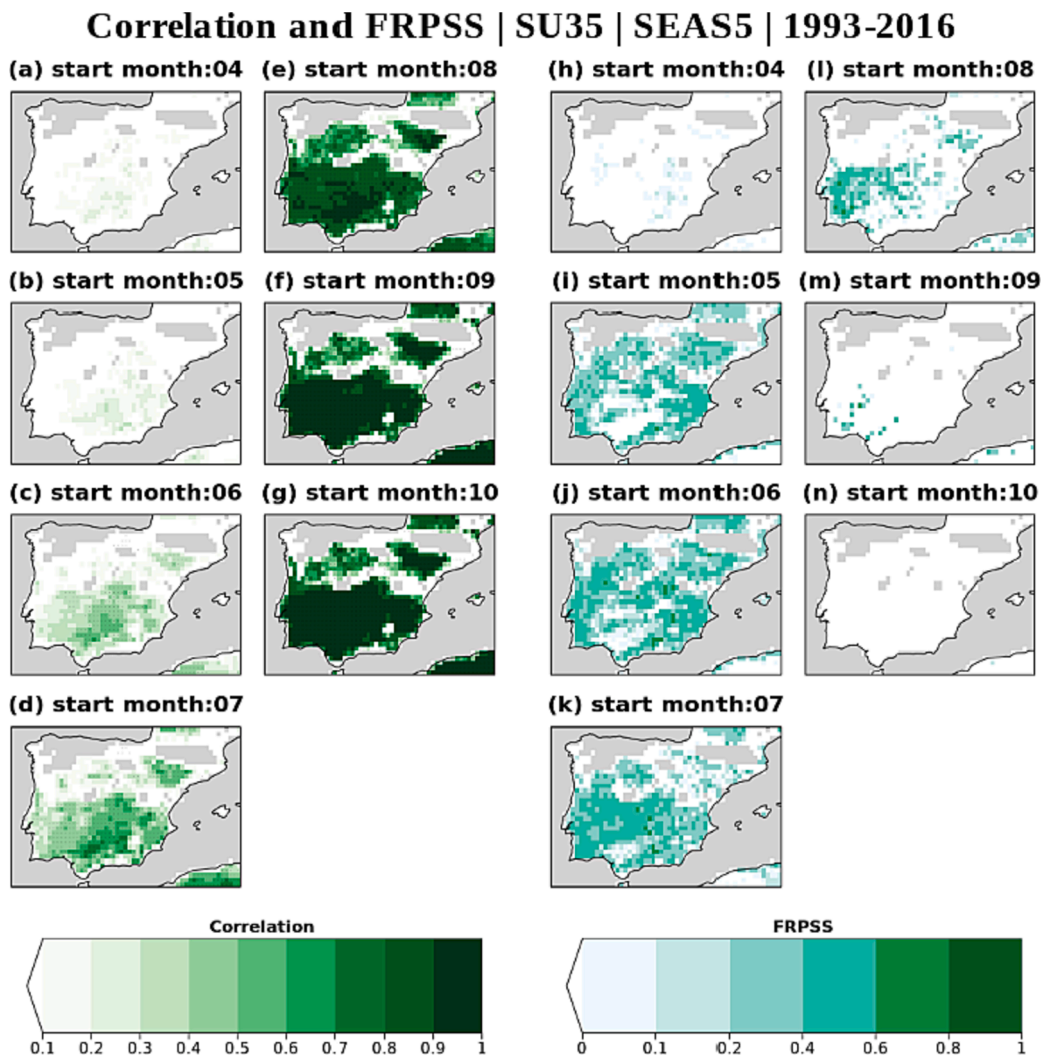 Correlation and FRPSS | SU35 | SEAS5 | 1993-2016
(a) start month:04
(e) start month:08
(h) start month:04
(l) start month:08
(b) start month:05
(f) start month:09
(i) start month:05
(m) start month:09
(c) start month:06
(g) start month:10
(j) start month:06
(n) start month:10
(d) start month:07
(k) start month:07
Correlation
0.1 0.2 0.3 0.4 0.5 0.6 0.7 0.8 0.9 1
FRPSS
0 0.1 0.2 0.4 0.6 0.8 1